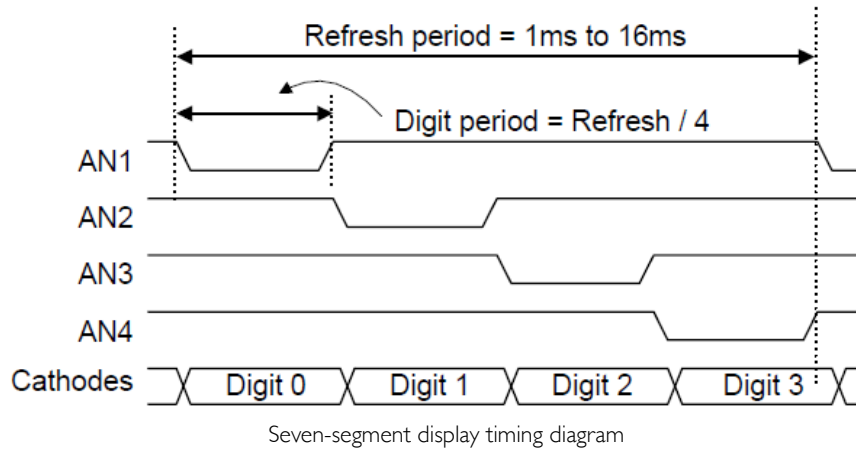 Refresh period = 1ms to 16ms
Digit period = Refresh / 4
AN1
AN2
AN3
AN4
Cathodes Digit 0 Digit 1 Digit 2 Digit 3
Seven-segment display timing diagram